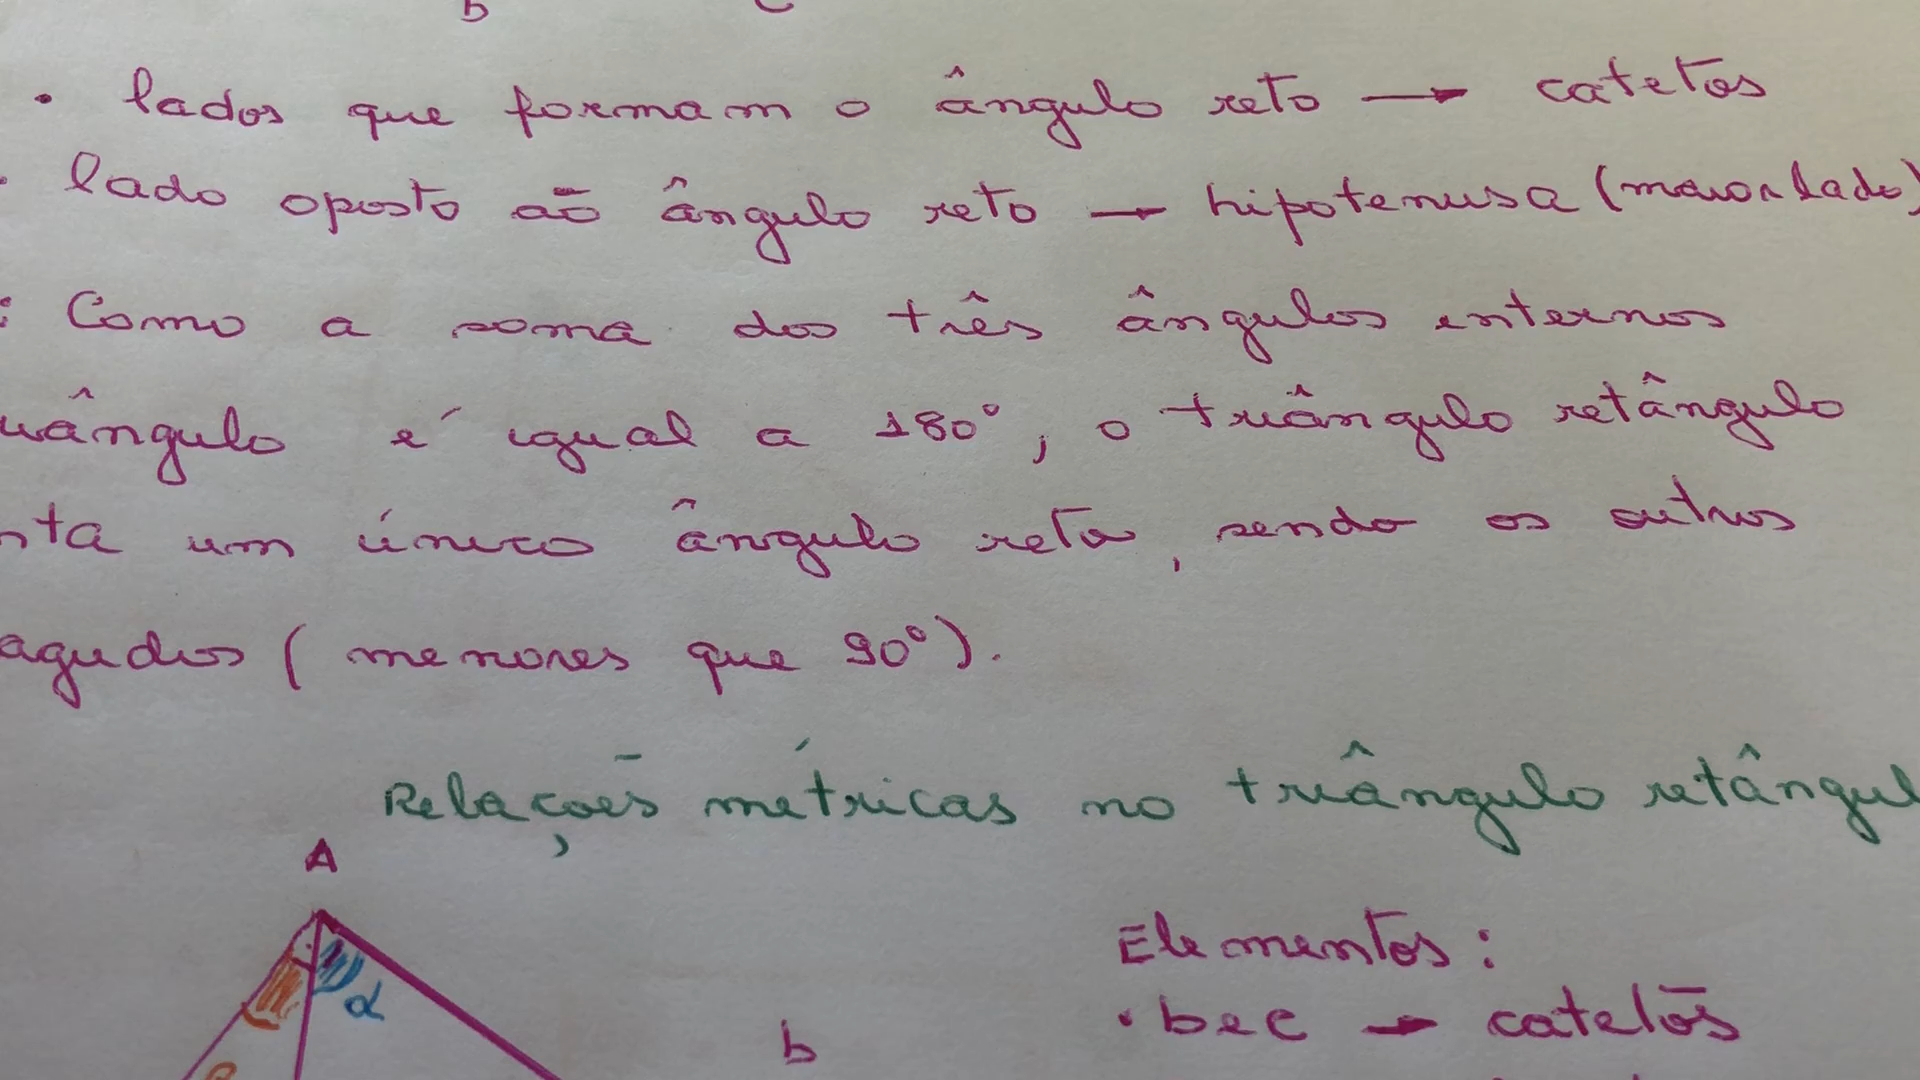 b c
• lados que formam o ângulo reto → catetos
• lado oposto ao ângulo reto → hipotenusa (maior lado)
: Como a soma dos três ângulos internos
iângulo é igual a 180°, o triângulo retângulo
nta um único ângulo reto, sendo os outros
agudos (menores que 90°).
Relações métricas no triângulo retângul
A
Elementos:
α
• b e c → catetos
b
β